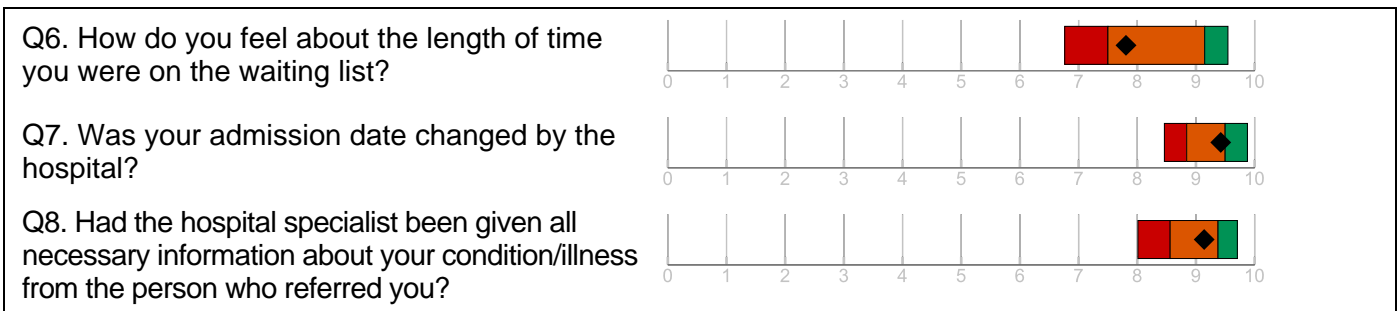 Q6. How do you feel about the length of time
you were on the waiting list?
0 1 2 3 4 5 6 7 8 9 10
Q7. Was your admission date changed by the
hospital?
0 1 2 3 4 5 6 7 8 9 10
Q8. Had the hospital specialist been given all
necessary information about your condition/illness
from the person who referred you?
0 1 2 3 4 5 6 7 8 9 10